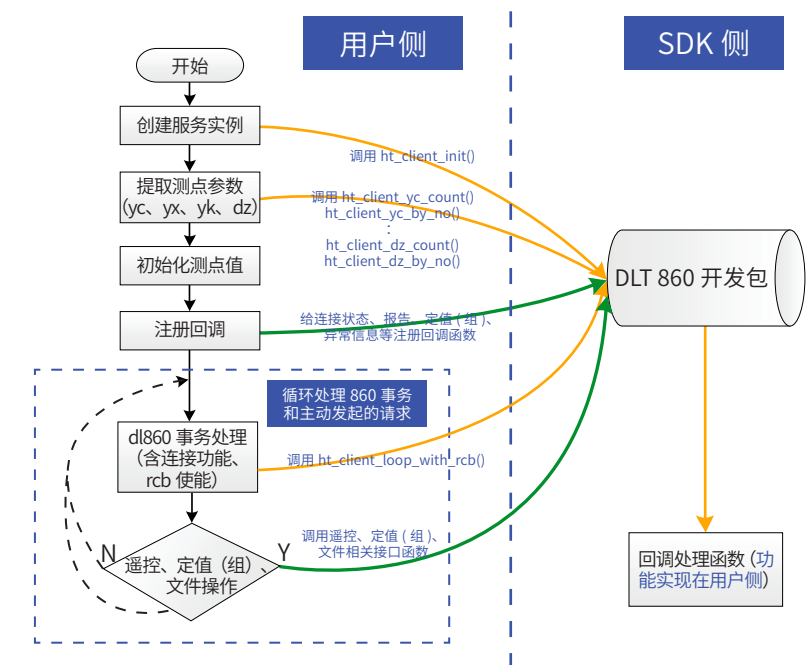 用户侧
SDK 侧
开始
创建服务实例
调用 ht_client_init()
提取测点参数
（yc、yx、yk、dz）
调用 ht_client_yc_count()
ht_client_yc_by_no()
：
ht_client_dz_count()
ht_client_dz_by_no()
初始化测点值
DLT 860 开发包
注册回调
给连接状态、报告、定值 ( 组 )、
异常信息等注册回调函数
循环处理 860 事务
和主动发起的请求
dl860 事务处理
（含连接功能、
rcb 使能）
调用 ht_client_loop_with_rcb()
N
Y
遥控、定值（组）、
文件操作
调用遥控、定值 ( 组 )、
文件相关接口函数
回调处理函数（功
能实现在用户侧）